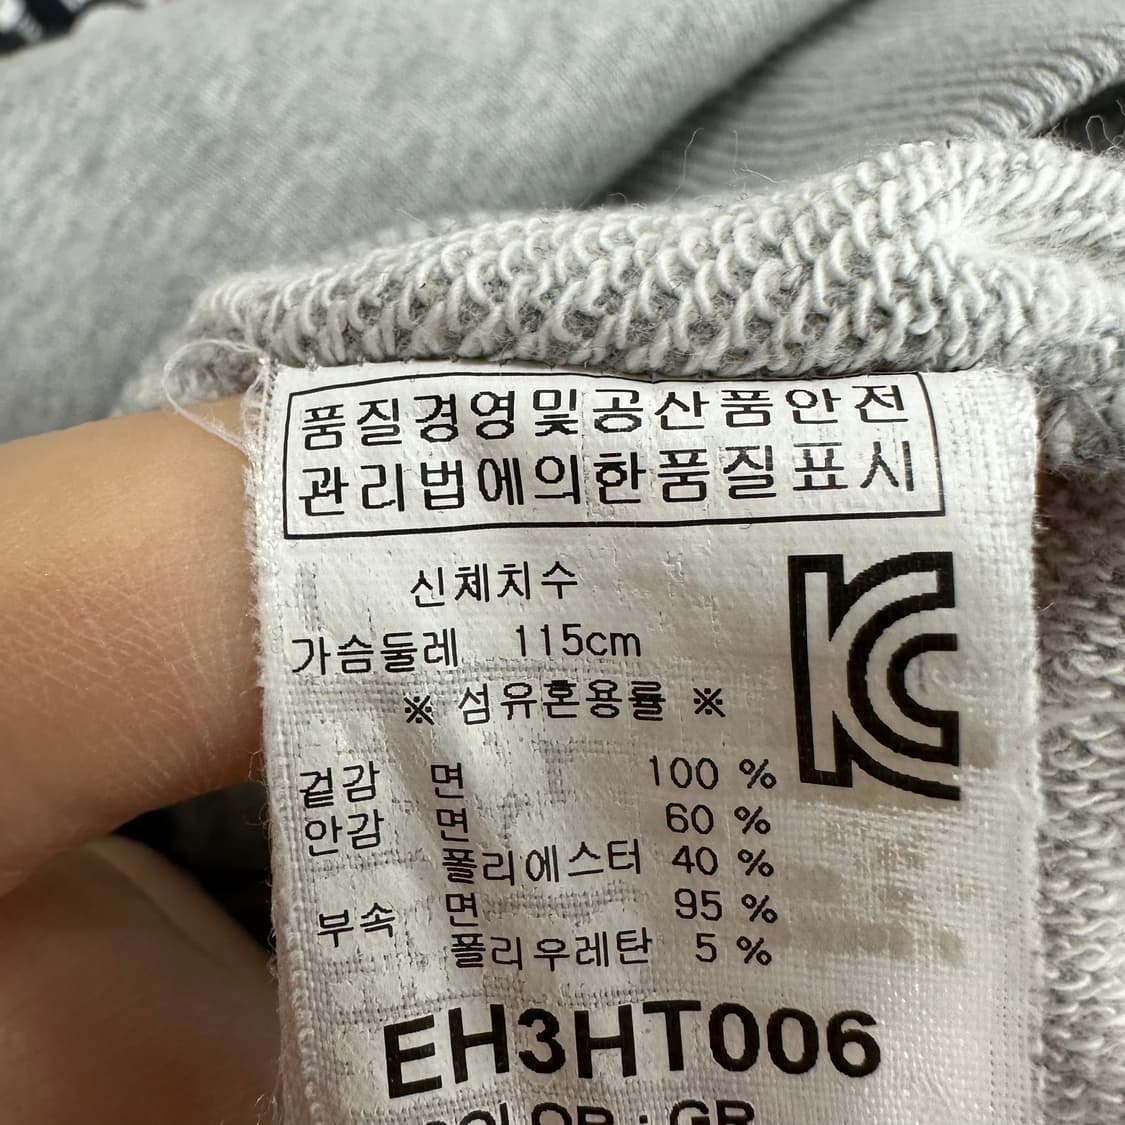 품질경영및공산품안전
관리법에의한품질표시
신체치수
가슴둘레 115cm
※ 섬유혼용률 ※
겉감 면 100 %
안감 면 60 %
폴리에스터 40 %
부속 면 95 %
폴리우레탄 5 %
EH3HT006
COLOR : GR
KC